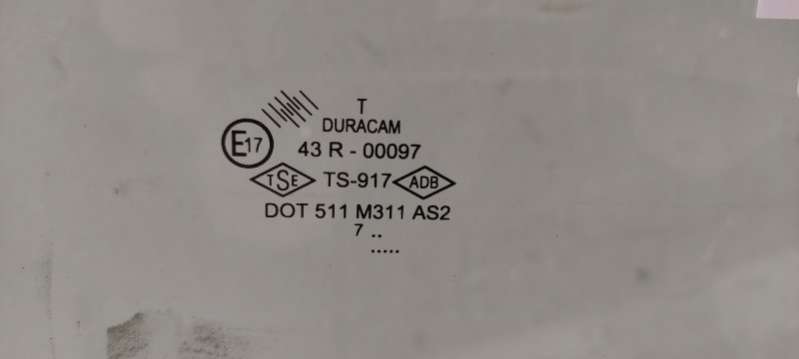 T
DURACAM
E17 43 R - 00097
TSE TS-917 ADB
DOT 511 M311 AS2
7 ..
.....